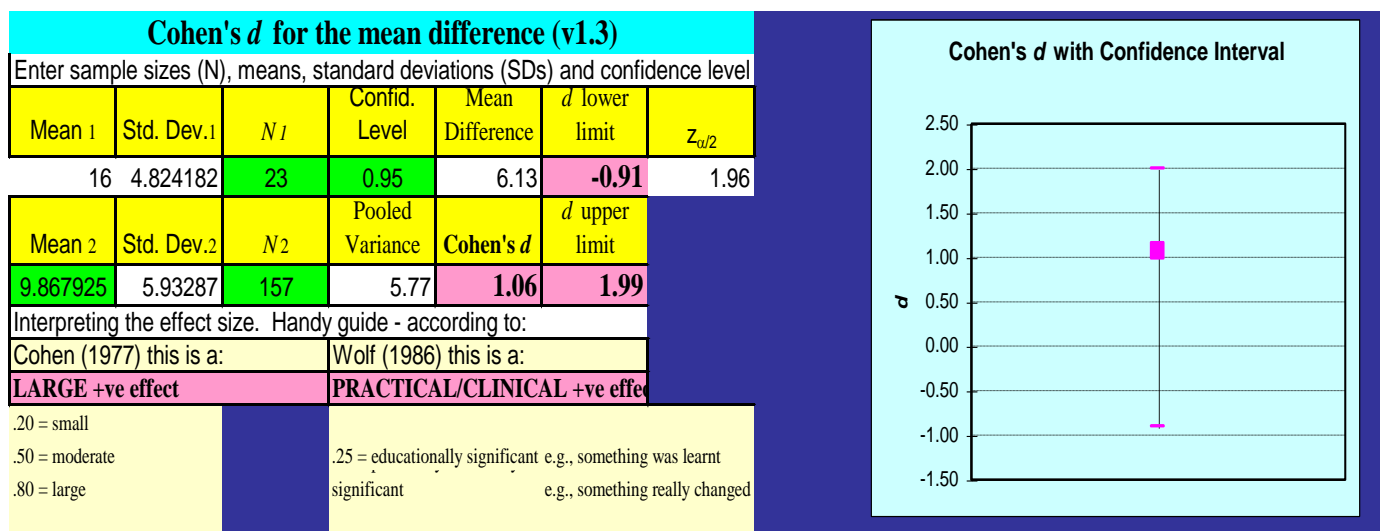 Cohen's d for the mean difference (v1.3)
Enter sample sizes (N), means, standard deviations (SDs) and confidence level
Mean 1 Std. Dev.1 N1 Confid. Level Mean Difference d lower limit zα/2
16 4.824182 23 0.95 6.13 -0.91 1.96
Mean 2 Std. Dev.2 N2 Pooled Variance Cohen's d d upper limit
9.867925 5.93287 157 5.77 1.06 1.99
Interpreting the effect size. Handy guide - according to:
Cohen (1977) this is a: Wolf (1986) this is a:
LARGE +ve effect PRACTICAL/CLINICAL +ve
.20 = small
.50 = moderate .25 = educationally significant e.g., something was learnt
.80 = large significant e.g., something really changed
Cohen's d with Confidence Interval
2.50
2.00
1.50
1.00
0.50
0.00
-0.50
-1.00
-1.50
d